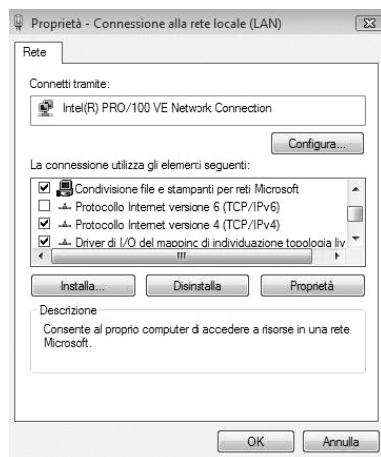 Proprietà - Connessione alla rete locale (LAN)
Rete
Connetti tramite:
Intel(R) PRO/100 VE Network Connection
Configura...
La connessione utilizza gli elementi seguenti:
Condivisione file e stampanti per reti Microsoft
Protocollo Internet versione 6 (TCP/IPv6)
Protocollo Internet versione 4 (TCP/IPv4)
Driver di I/O del mapping di individuazione topologia liv
Installa...
Disinstalla
Proprietà
Descrizione
Consente al proprio computer di accedere a risorse in una rete
Microsoft.
OK
Annulla